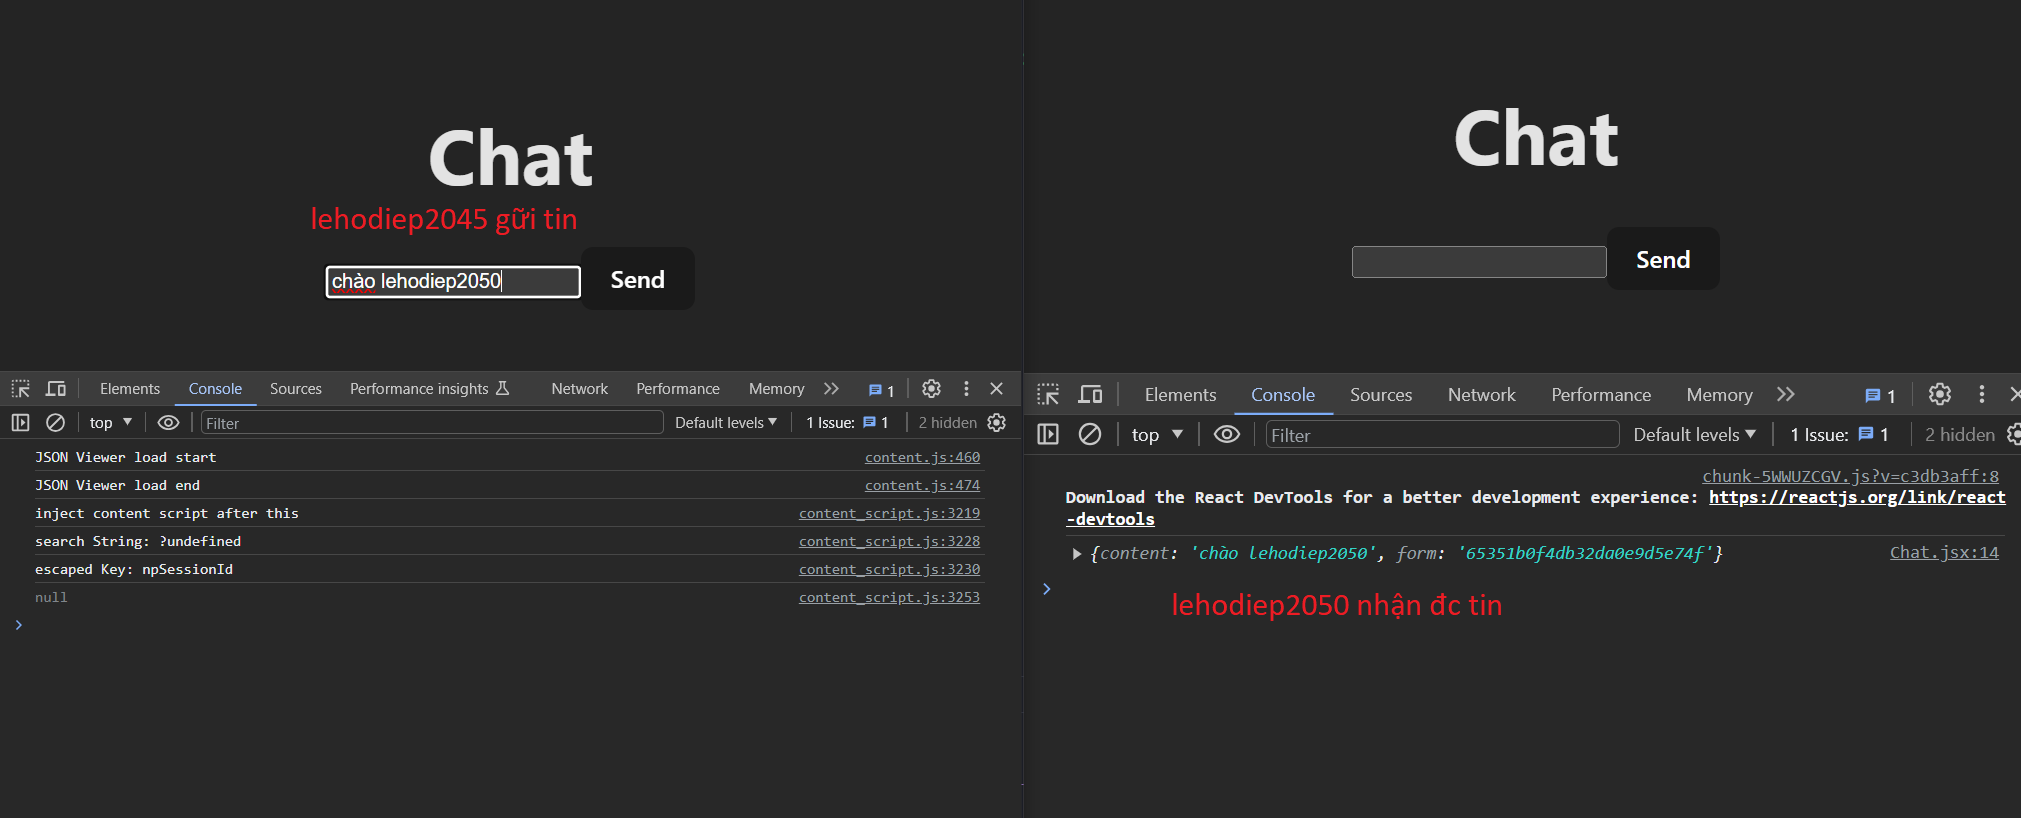 Chat
lehodiep2045 gữi tin
chào lehodiep2050
Send
Elements Console Sources Performance insights Network Performance Memory 1
top Filter Default levels 1 Issue: 1 2 hidden
JSON Viewer load start content.js:460
JSON Viewer load end content.js:474
inject content script after this content_script.js:3219
search String: ?undefined content_script.js:3228
escaped Key: npSessionId content_script.js:3230
null content_script.js:3253
Chat
Send
Elements Console Sources Network Performance Memory 1
top Filter Default levels 1 Issue: 1 2 hidden
chunk-5WWUZCGV.js?v=c3db3aff:8
Download the React DevTools for a better development experience: https://reactjs.org/link/react
-devtools
{content: 'chào lehodiep2050', form: '65351b0f4db32da0e9d5e74f'} Chat.jsx:14
lehodiep2050 nhận đc tin